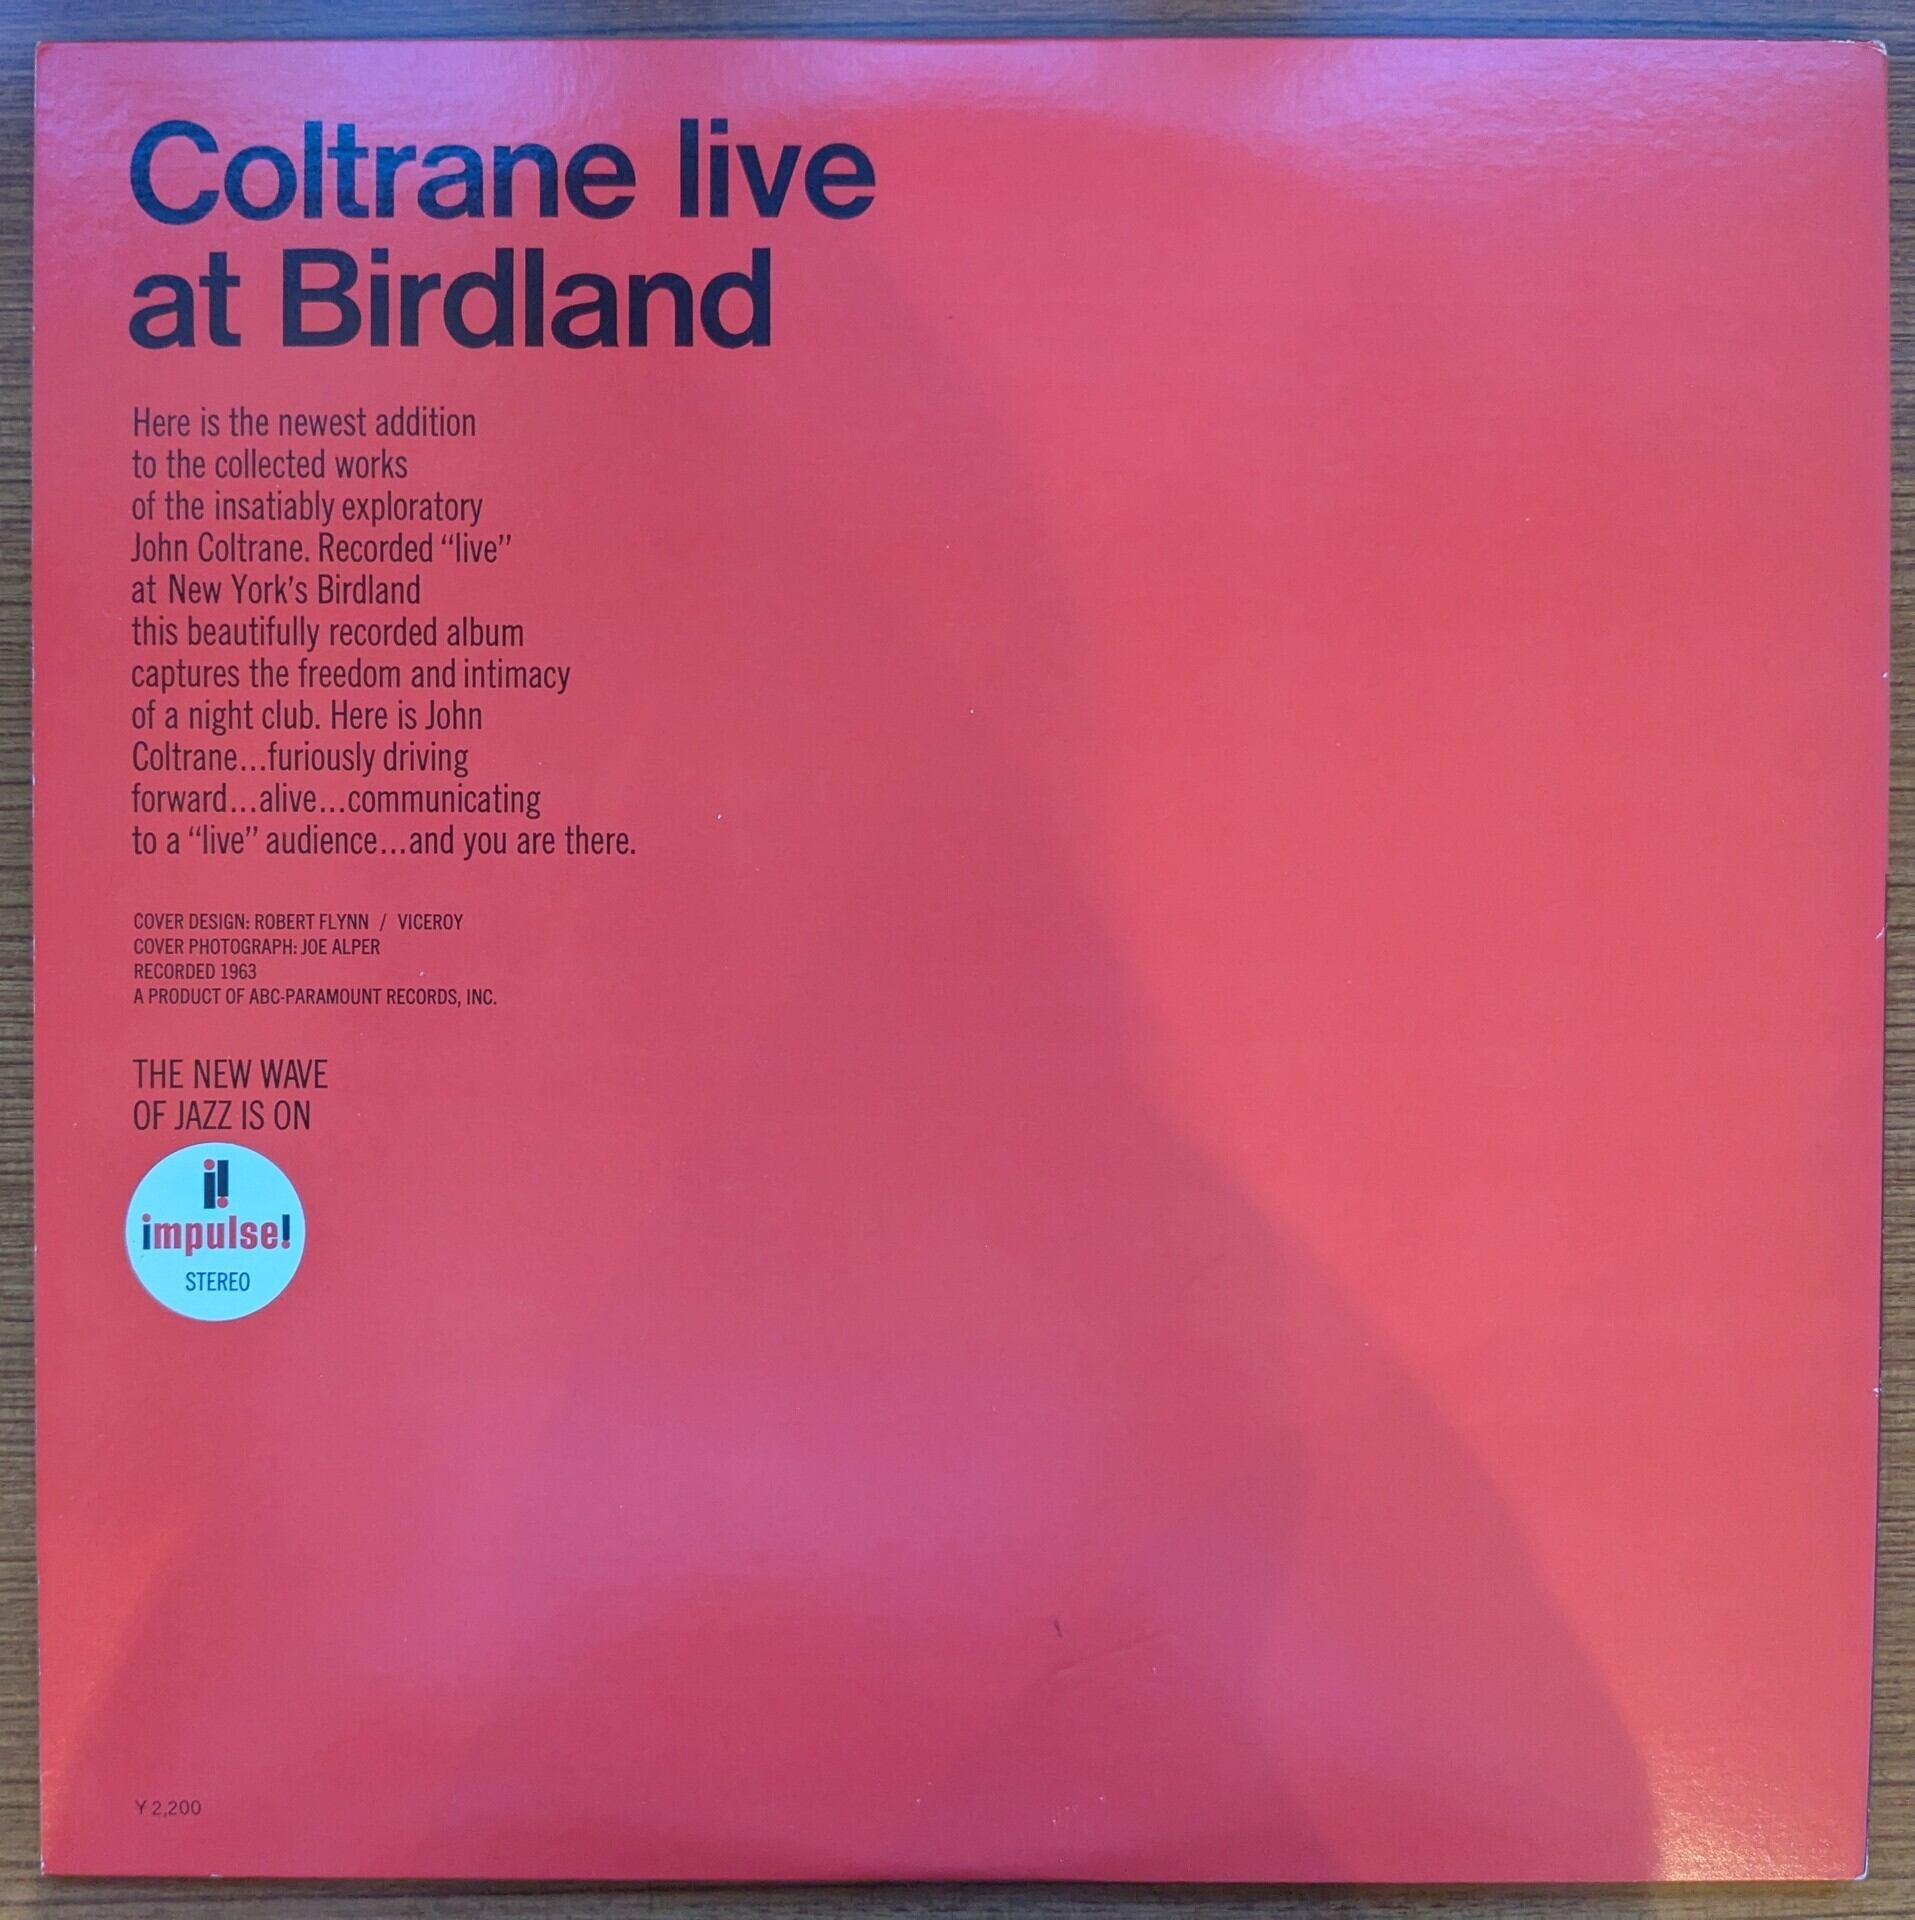 Coltrane live
at Birdland
Here is the newest addition
to the collected works
of the insatiably exploratory
John Coltrane. Recorded “live”
at New York’s Birdland
this beautifully recorded album
captures the freedom and intimacy
of a night club. Here is John
Coltrane...furiously driving
forward...alive...communicating
to a “live” audience...and you are there.
COVER DESIGN: ROBERT FLYNN / VICEROY
COVER PHOTOGRAPH: JOE ALPER
RECORDED 1963
A PRODUCT OF ABC-PARAMOUNT RECORDS, INC.
THE NEW WAVE
OF JAZZ IS ON
i!
impulse!
STEREO
¥2,200